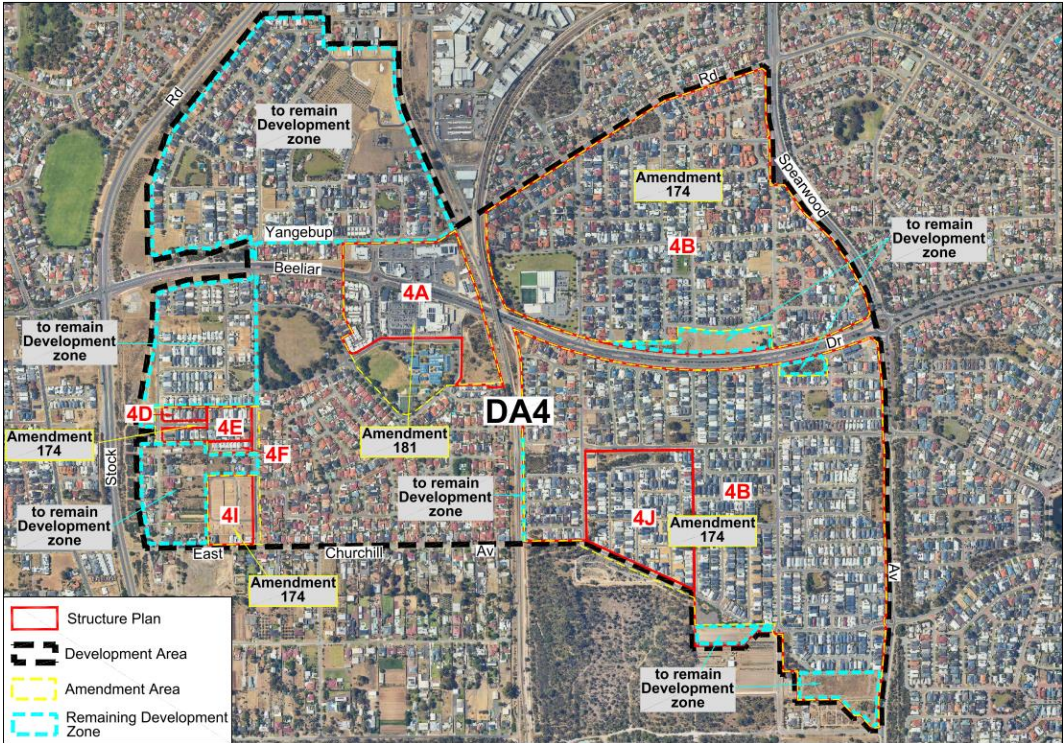 Rd
Rd
to remain
Development
zone
Amendment
174
Spearwood
to remain
Development
zone
Yangebup
4B
Beeliar
4A
to remain
Development
zone
Dr
4D
4E
DA4
Amendment
174
Amendment
181
4F
Stock
to remain
Development
zone
4B
to remain
Development
zone
4I
4J
Amendment
174
East
Churchill
Av
Av
Amendment
174
Structure Plan
Development Area
to remain
Development
zone
Amendment Area
Remaining Development
Zone